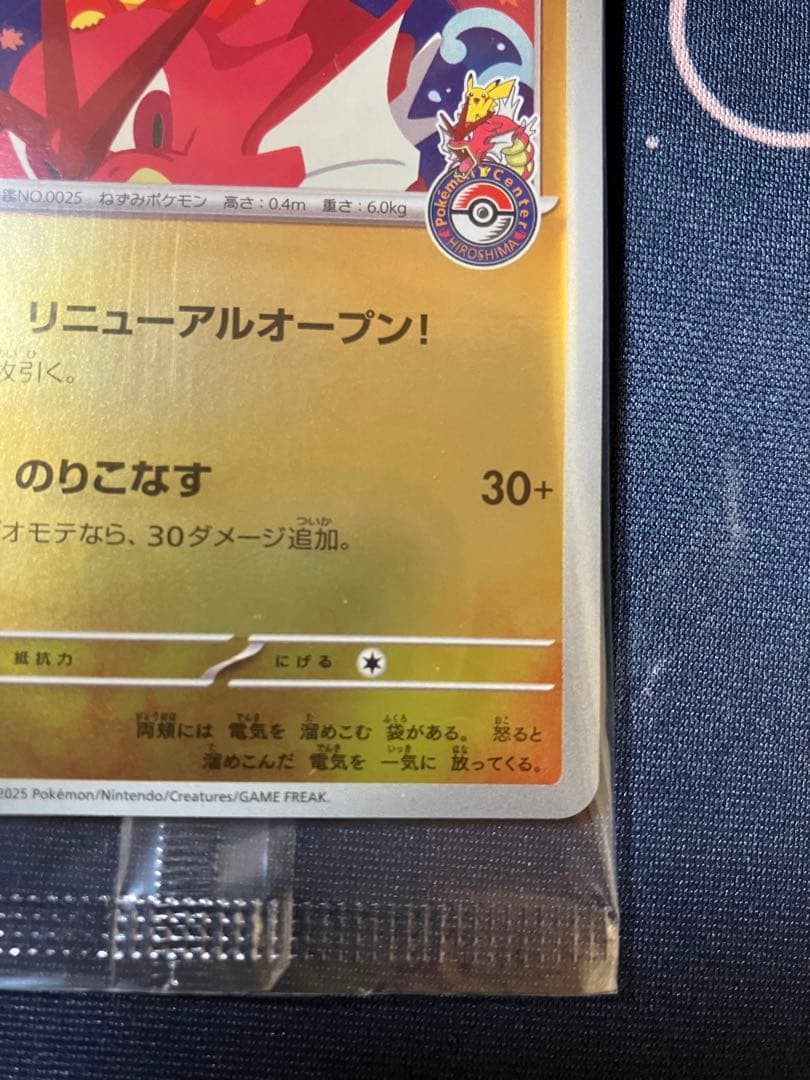 Pokémon Center
HIROSHIMA
鑑NO.0025 ねずみポケモン 高さ:0.4m 重さ:6.0kg
リニューアルオープン!
枚引く。
のりこなす 30+
オモテなら、30ダメージ追加。
抵抗力 にげる
両頬には 電気を 溜めこむ 袋がある。 怒ると
溜めこんだ 電気を 一気に 放ってくる。
2025 Pokémon/Nintendo/Creatures/GAME FREAK.